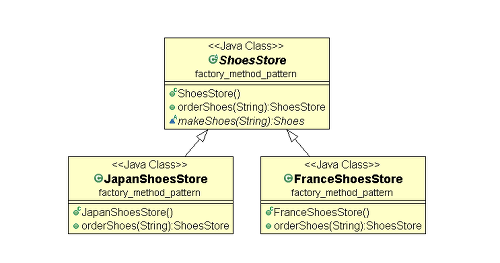 <<Java Class>>
ShoesStore
factory_method_pattern
ShoesStore()
orderShoes(String):ShoesStore
makeShoes(String):Shoes
<<Java Class>>
JapanShoesStore
factory_method_pattern
JapanShoesStore()
orderShoes(String):ShoesStore
<<Java Class>>
FranceShoesStore
factory_method_pattern
FranceShoesStore()
orderShoes(String):ShoesStore